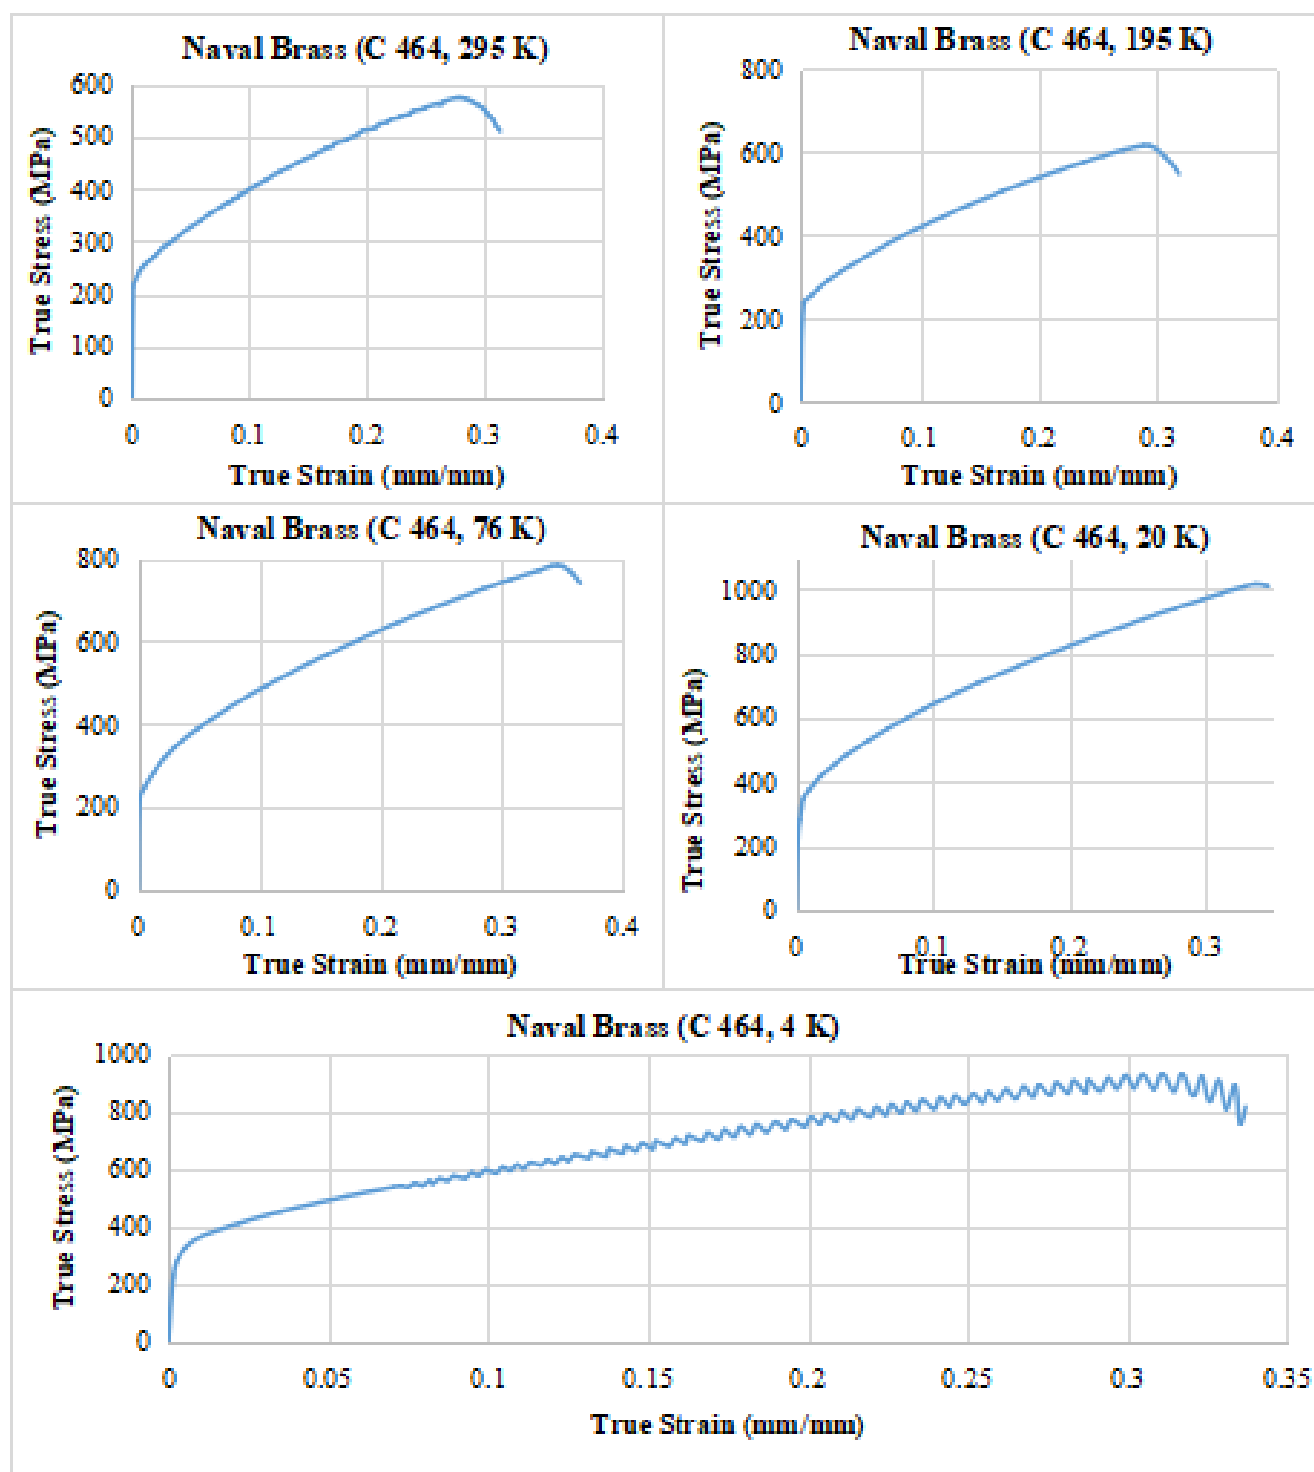 Naval Brass (C 464, 295 K)
True Stress (MPa)
600
500
400
300
200
100
0
0 0.1 0.2 0.3 0.4
True Strain (mm/mm)
Naval Brass (C 464, 195 K)
True Stress (MPa)
800
600
400
200
0
0 0.1 0.2 0.3 0.4
True Strain (mm/mm)
Naval Brass (C 464, 76 K)
True Stress (MPa)
800
600
400
200
0
0 0.1 0.2 0.3 0.4
True Strain (mm/mm)
Naval Brass (C 464, 20 K)
True Stress (MPa)
1000
800
600
400
200
0
0 0.1 0.2 0.3
True Strain (mm/mm)
Naval Brass (C 464, 4 K)
True Stress (MPa)
1000
800
600
400
200
0
0 0.05 0.1 0.15 0.2 0.25 0.3 0.35
True Strain (mm/mm)